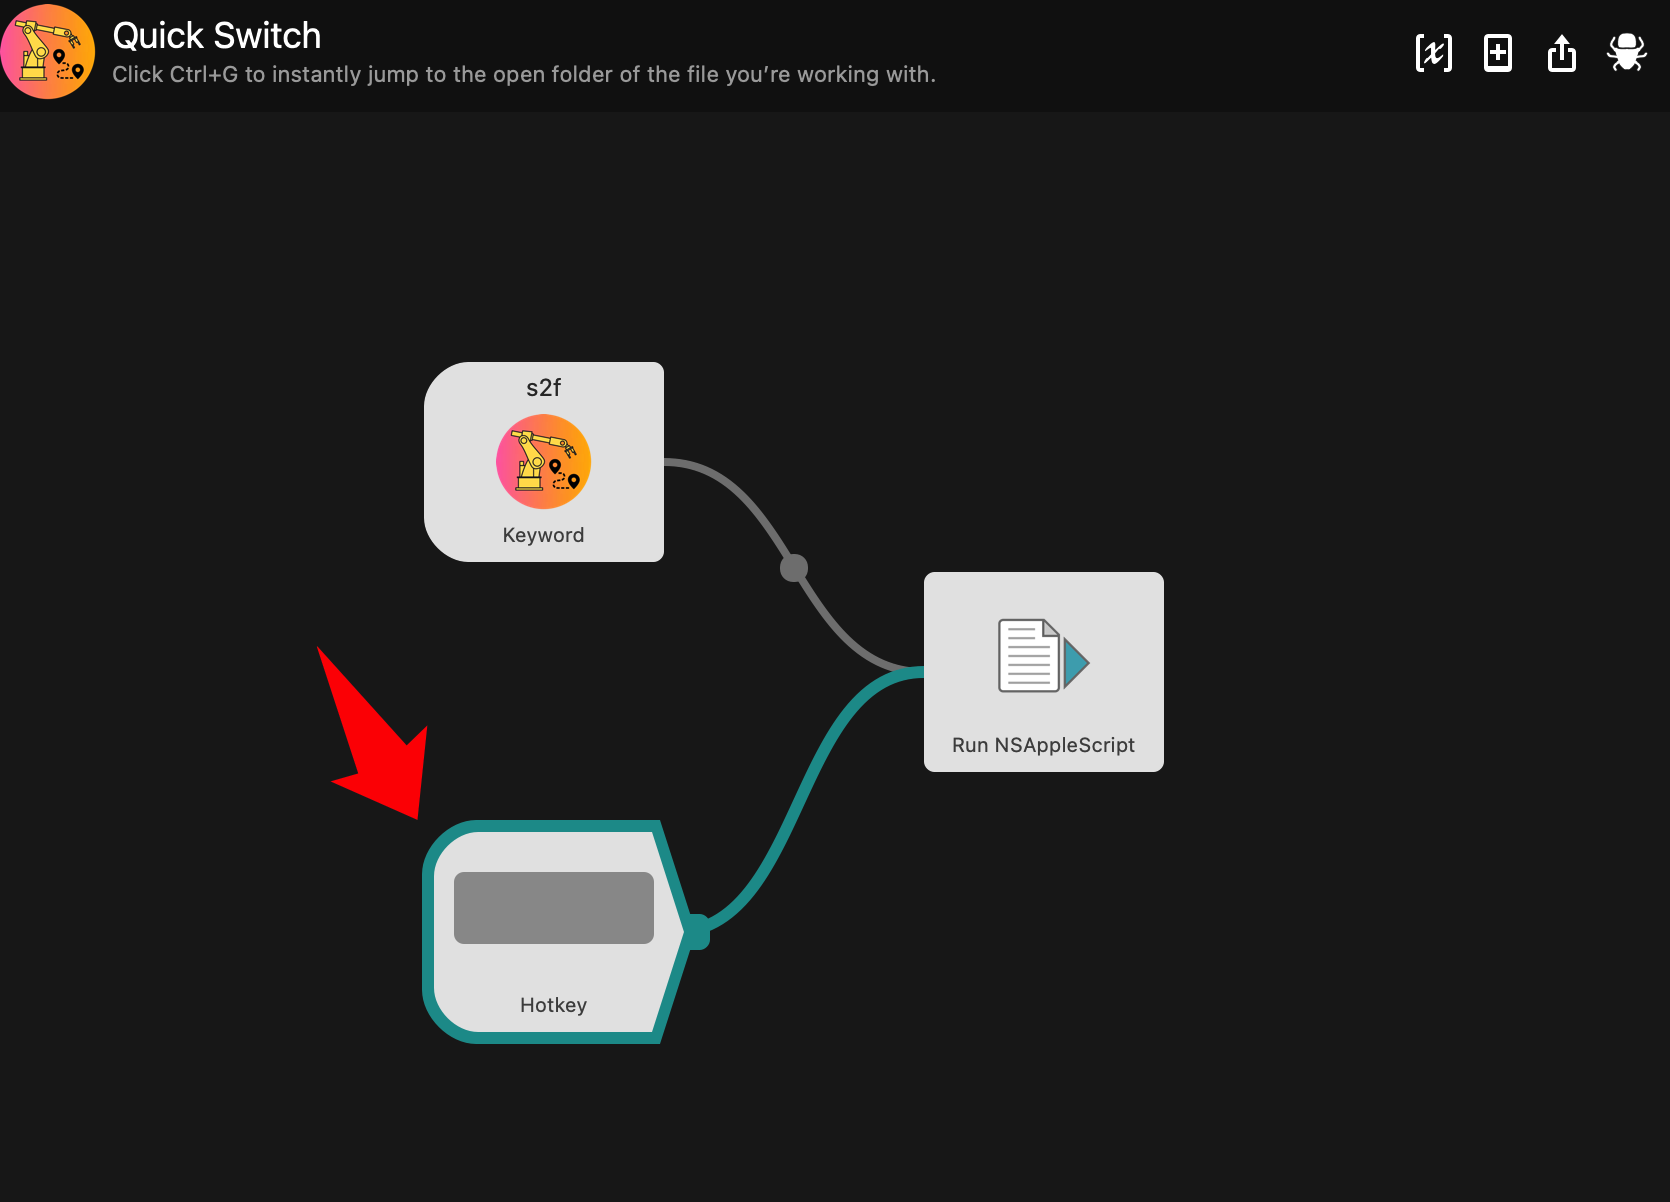 Quick Switch
Click Ctrl+G to instantly jump to the open folder of the file you’re working with.
s2f
Keyword
Run NSAppleScript
Hotkey